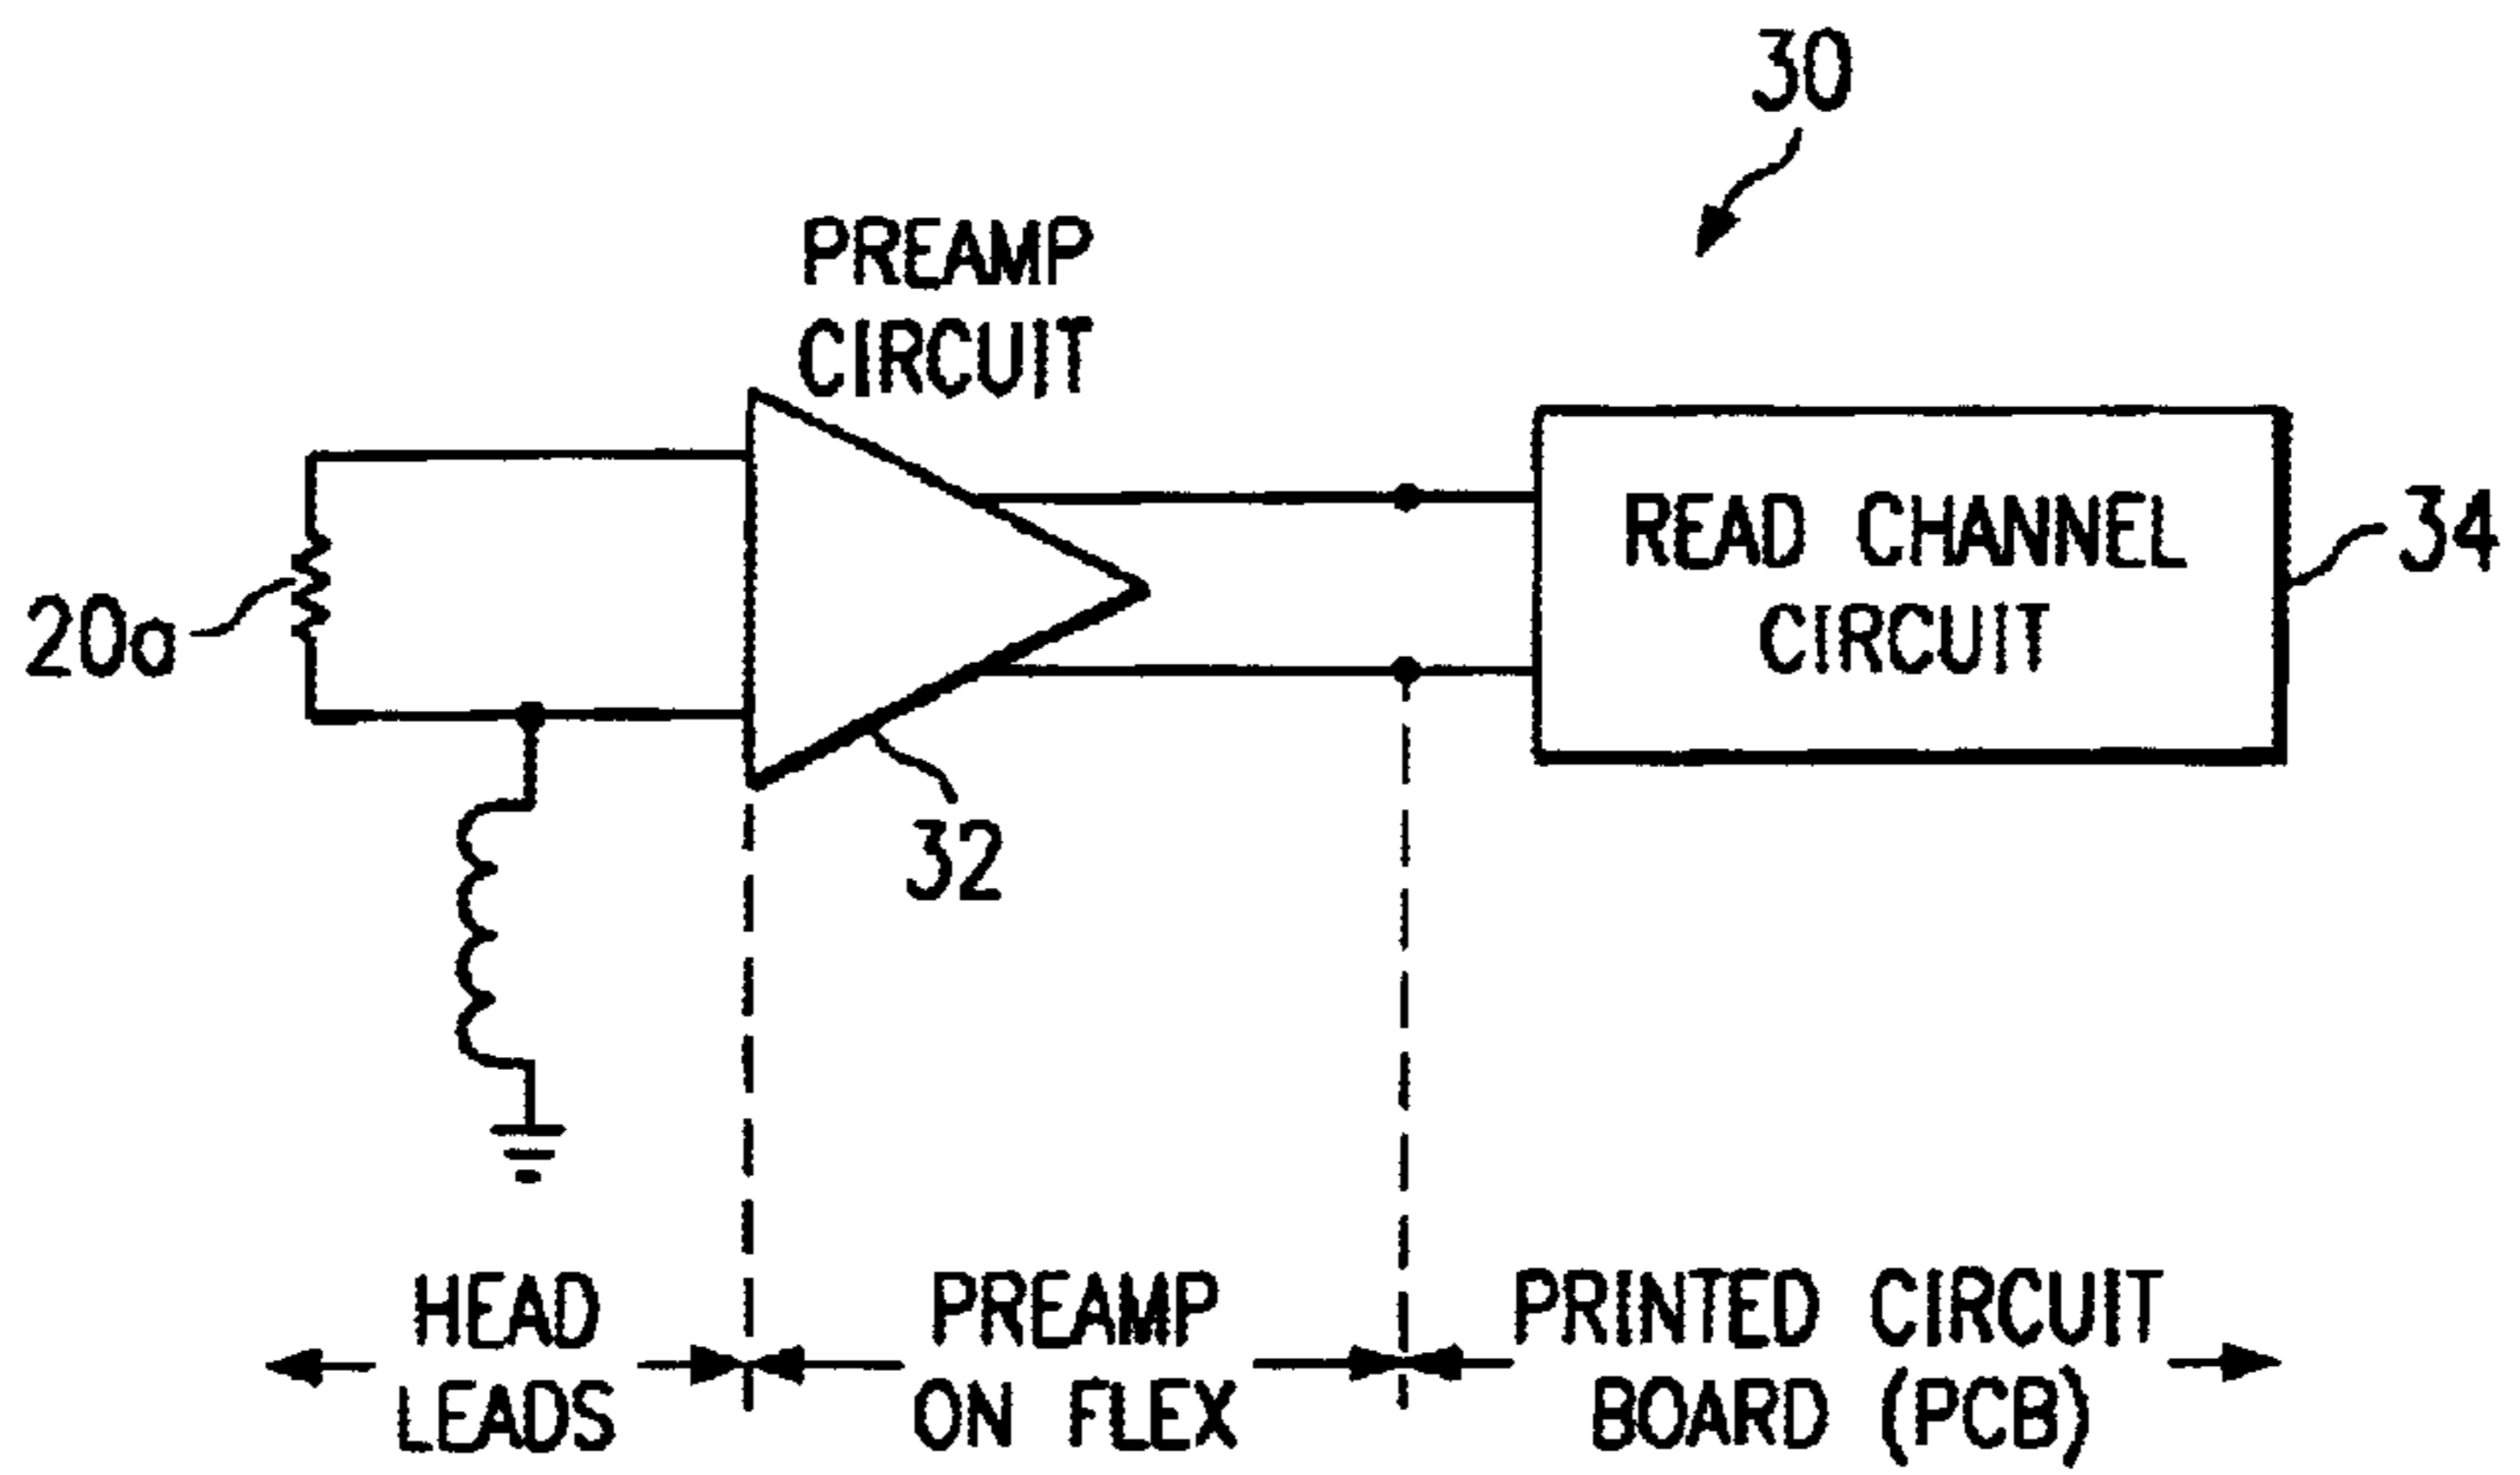 30
PREAMP
CIRCUIT
READ CHANNEL
CIRCUIT
34
20a
32
HEAD
LEADS
PREAMP
ON FLEX
PRINTED CIRCUIT
BOARD (PCB)